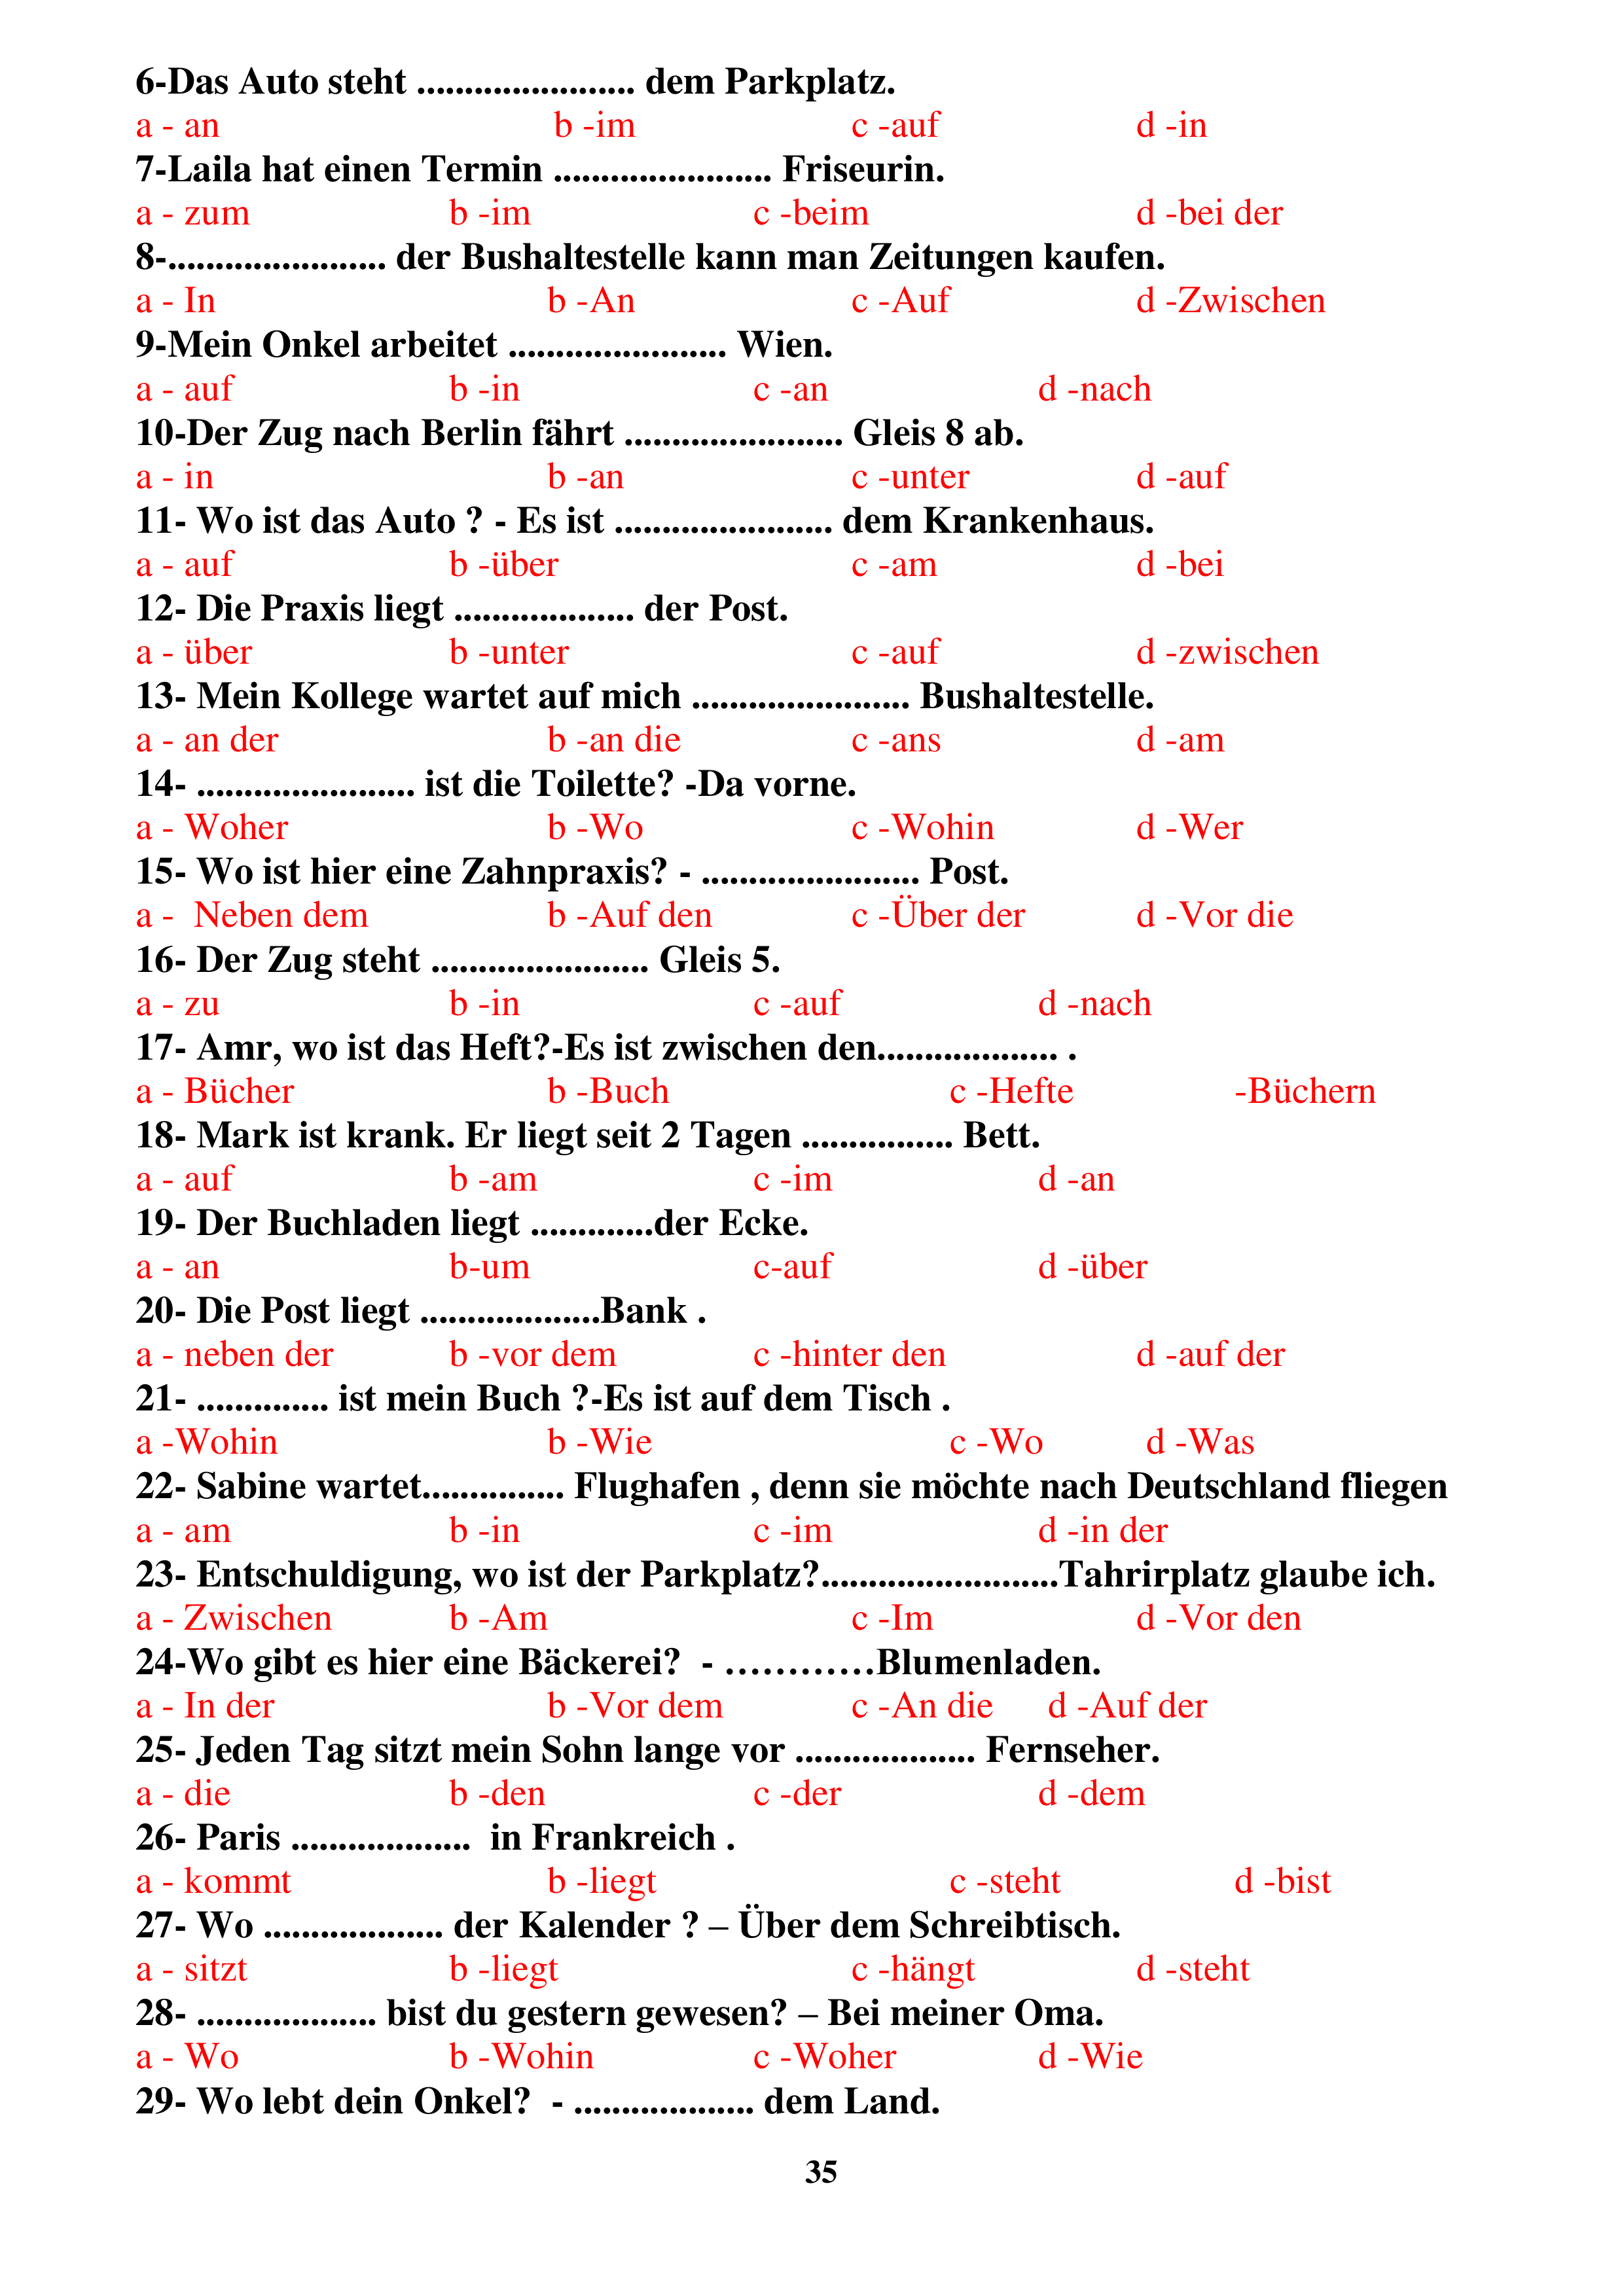 6-Das Auto steht ....................... dem Parkplatz.
a - an b -im c -auf d -in
7-Laila hat einen Termin ....................... Friseurin.
a - zum b -im c -beim d -bei der
8-....................... der Bushaltestelle kann man Zeitungen kaufen.
a - In b -An c -Auf d -Zwischen
9-Mein Onkel arbeitet ....................... Wien.
a - auf b -in c -an d -nach
10-Der Zug nach Berlin fährt ....................... Gleis 8 ab.
a - in b -an c -unter d -auf
11- Wo ist das Auto ? - Es ist ....................... dem Krankenhaus.
a - auf b -über c -am d -bei
12- Die Praxis liegt ................... der Post.
a - über b -unter c -auf d -zwischen
13- Mein Kollege wartet auf mich ....................... Bushaltestelle.
a - an der b -an die c -ans d -am
14- ....................... ist die Toilette? -Da vorne.
a - Woher b -Wo c -Wohin d -Wer
15- Wo ist hier eine Zahnpraxis? - ....................... Post.
a - Neben dem b -Auf den c -Über der d -Vor die
16- Der Zug steht ....................... Gleis 5.
a - zu b -in c -auf d -nach
17- Amr, wo ist das Heft?-Es ist zwischen den................... .
a - Bücher b -Buch c -Hefte -Büchern
18- Mark ist krank. Er liegt seit 2 Tagen ................ Bett.
a - auf b -am c -im d -an
19- Der Buchladen liegt .............der Ecke.
a - an b-um c-auf d -über
20- Die Post liegt ...................Bank .
a - neben der b -vor dem c -hinter den d -auf der
21- .............. ist mein Buch ?-Es ist auf dem Tisch .
a -Wohin b -Wie c -Wo d -Was
22- Sabine wartet............... Flughafen , denn sie möchte nach Deutschland fliegen
a - am b -in c -im d -in der
23- Entschuldigung, wo ist der Parkplatz?.........................Tahrirplatz glaube ich.
a - Zwischen b -Am c -Im d -Vor den
24-Wo gibt es hier eine Bäckerei? - …………Blumenladen.
a - In der b -Vor dem c -An die d -Auf der
25- Jeden Tag sitzt mein Sohn lange vor ................... Fernseher.
a - die b -den c -der d -dem
26- Paris ................... in Frankreich .
a - kommt b -liegt c -steht d -bist
27- Wo ................... der Kalender ? – Über dem Schreibtisch.
a - sitzt b -liegt c -hängt d -steht
28- ................... bist du gestern gewesen? – Bei meiner Oma.
a - Wo b -Wohin c -Woher d -Wie
29- Wo lebt dein Onkel? - ................... dem Land.
35